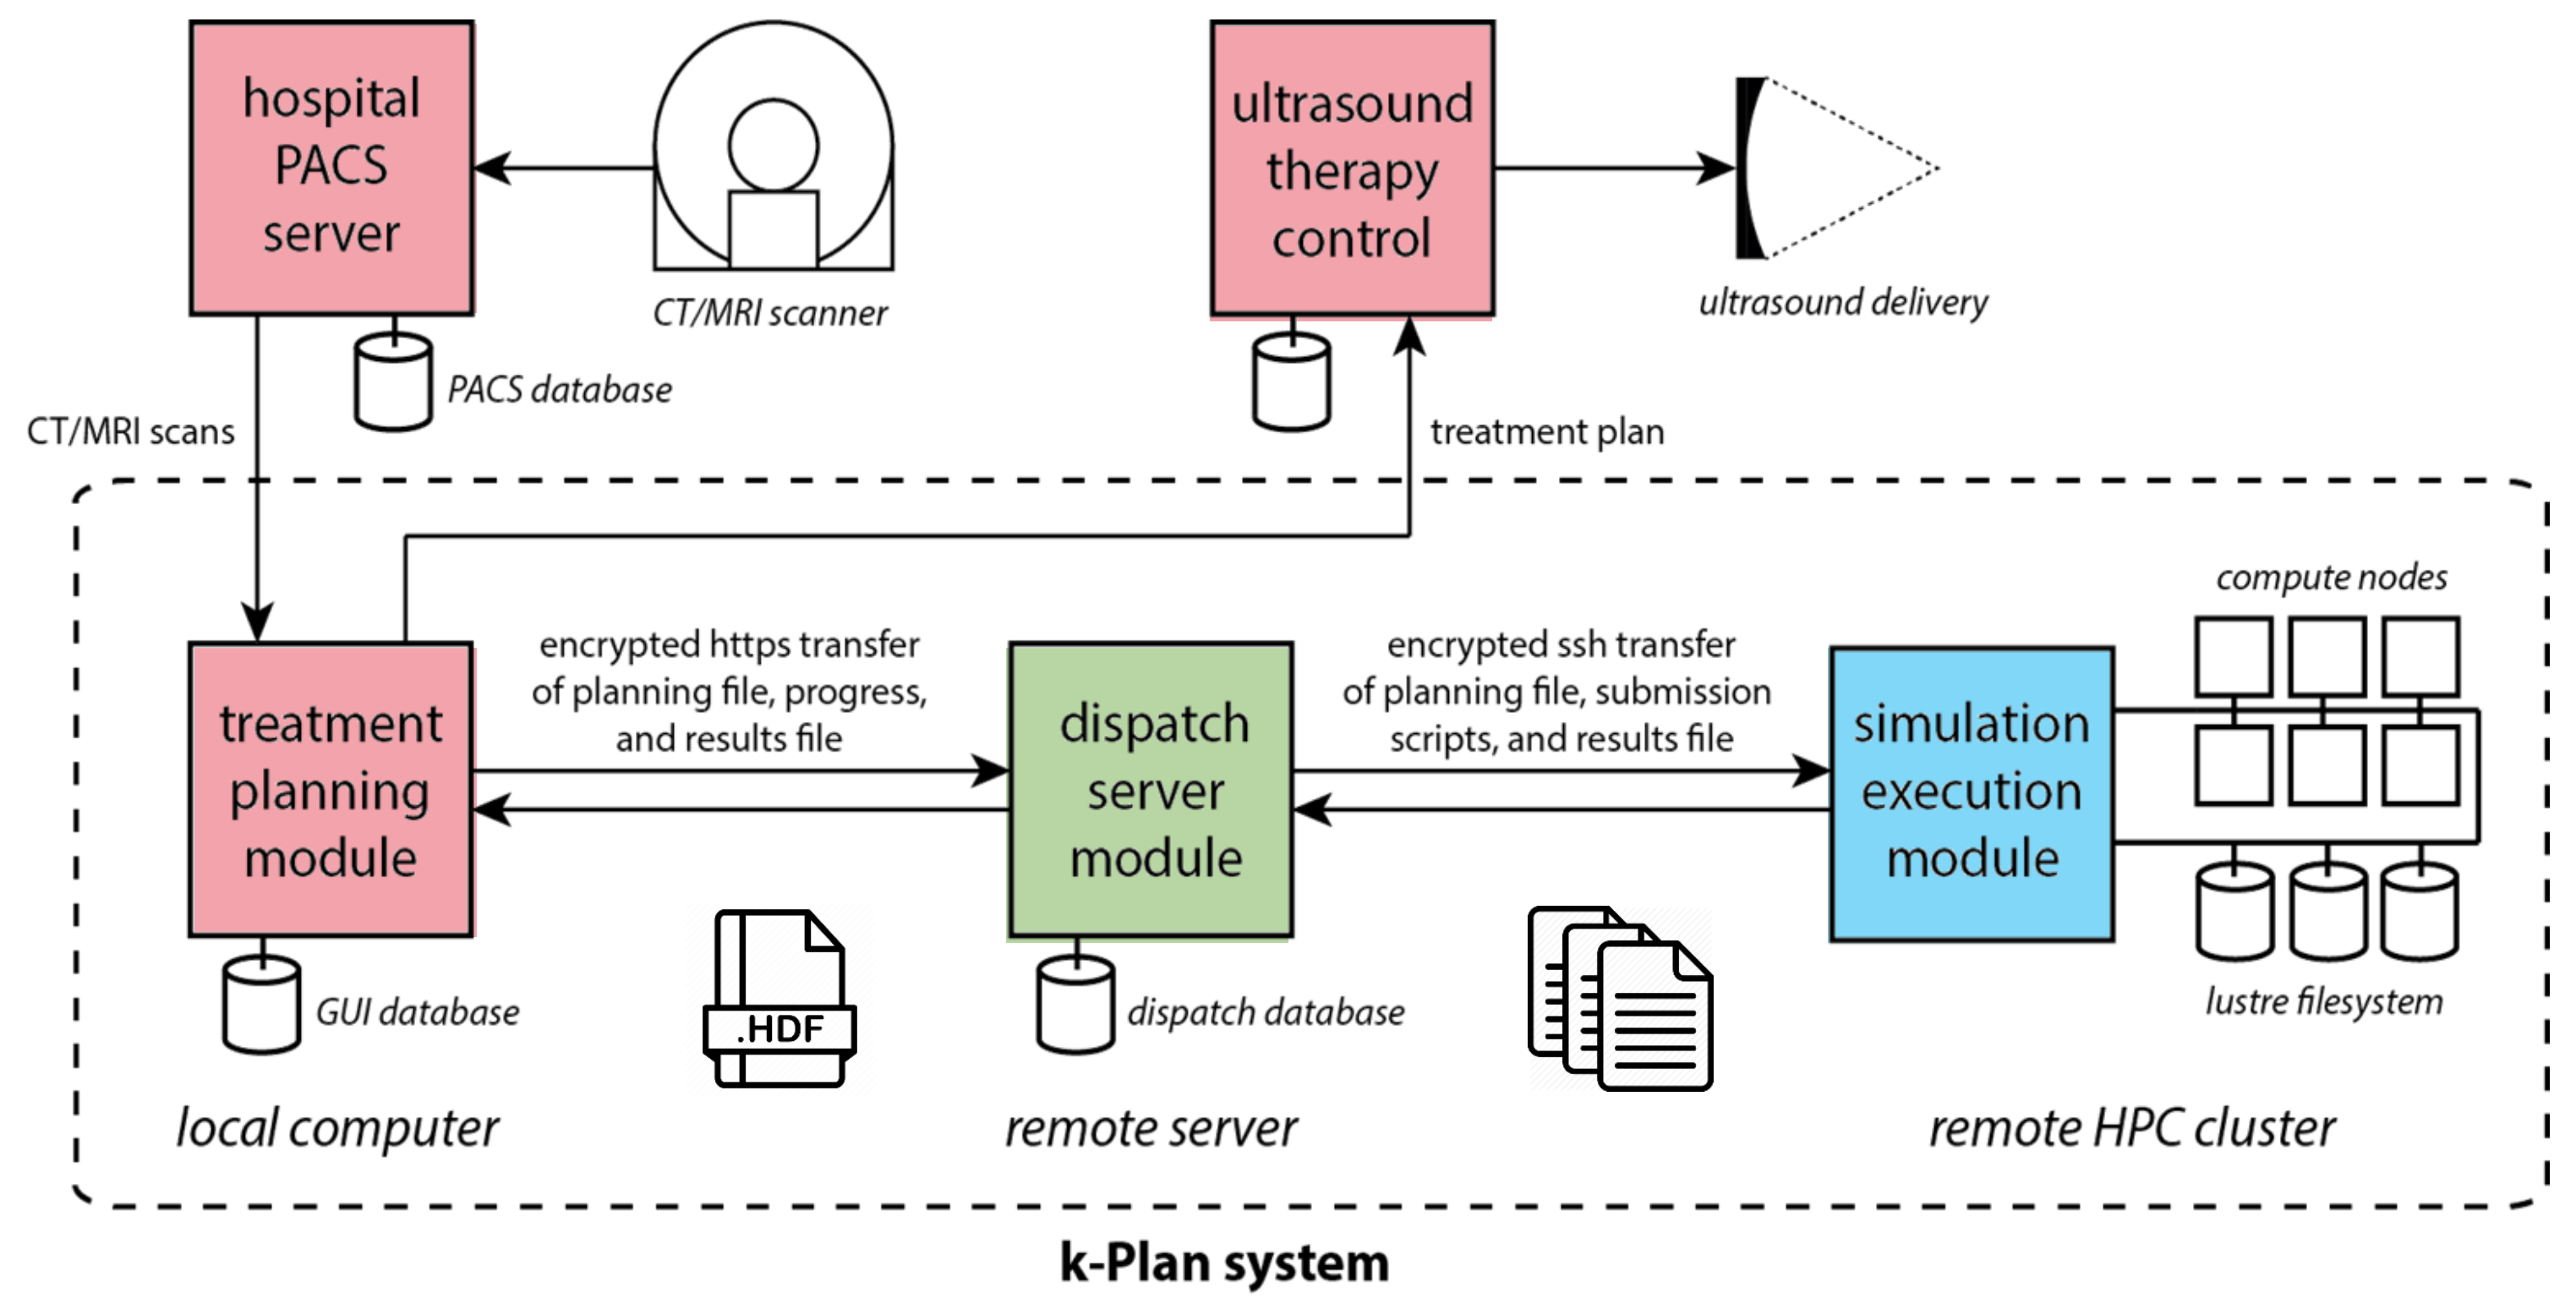 hospital
PACS
server
CT/MRI scanner
PACS database
CT/MRI scans
ultrasound
therapy
control
ultrasound delivery
treatment plan
treatment
planning
module
GUI database
local computer
encrypted https transfer
of planning file, progress,
and results file
.HDF
dispatch
server
module
dispatch database
remote server
encrypted ssh transfer
of planning file, submission
scripts, and results file
simulation
execution
module
compute nodes
lustre filesystem
remote HPC cluster
k-Plan system